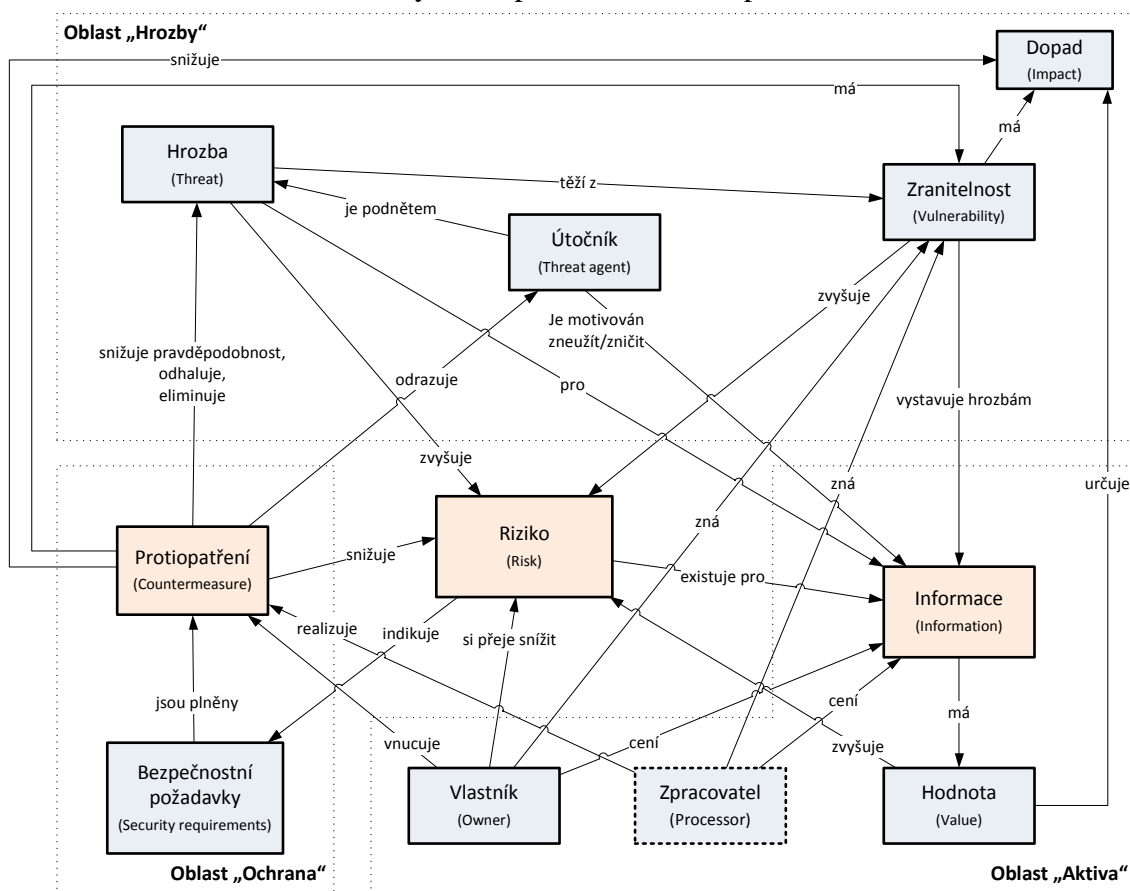 Oblast „Hrozby“
snižuje
Dopad
(Impact)
má
má
Hrozba
(Threat)
těží z
Zranitelnost
(Vulnerability)
je podnětem
Útočník
(Threat agent)
zvyšuje
Je motivován
zneužít/zničit
snižuje pravděpodobnost,
odhaluje,
eliminuje
odrazuje
pro
vystavuje hrozbám
zvyšuje
zná
určuje
zná
Protiopatření
(Countermeasure)
snižuje
Riziko
(Risk)
existuje pro
Informace
(Information)
realizuje
indikuje
si přeje snížit
jsou plněny
cení
má
vnucuje
cení
zvyšuje
Bezpečnostní
požadavky
(Security requirements)
Vlastník
(Owner)
Zpracovatel
(Processor)
Hodnota
(Value)
Oblast „Ochrana“
Oblast „Aktiva“